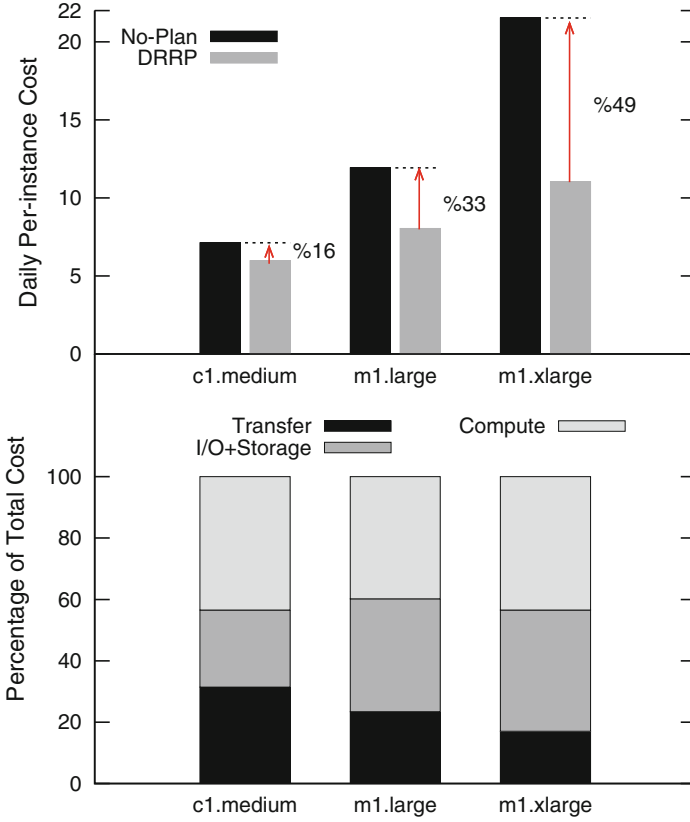 Daily Per-instance Cost
22
20
15
10
5
0
No-Plan
DRRP
%16
%33
%49
c1.medium m1.large m1.xlarge
Transfer Compute
I/O+Storage
Percentage of Total Cost
100
80
60
40
20
0
c1.medium m1.large m1.xlarge